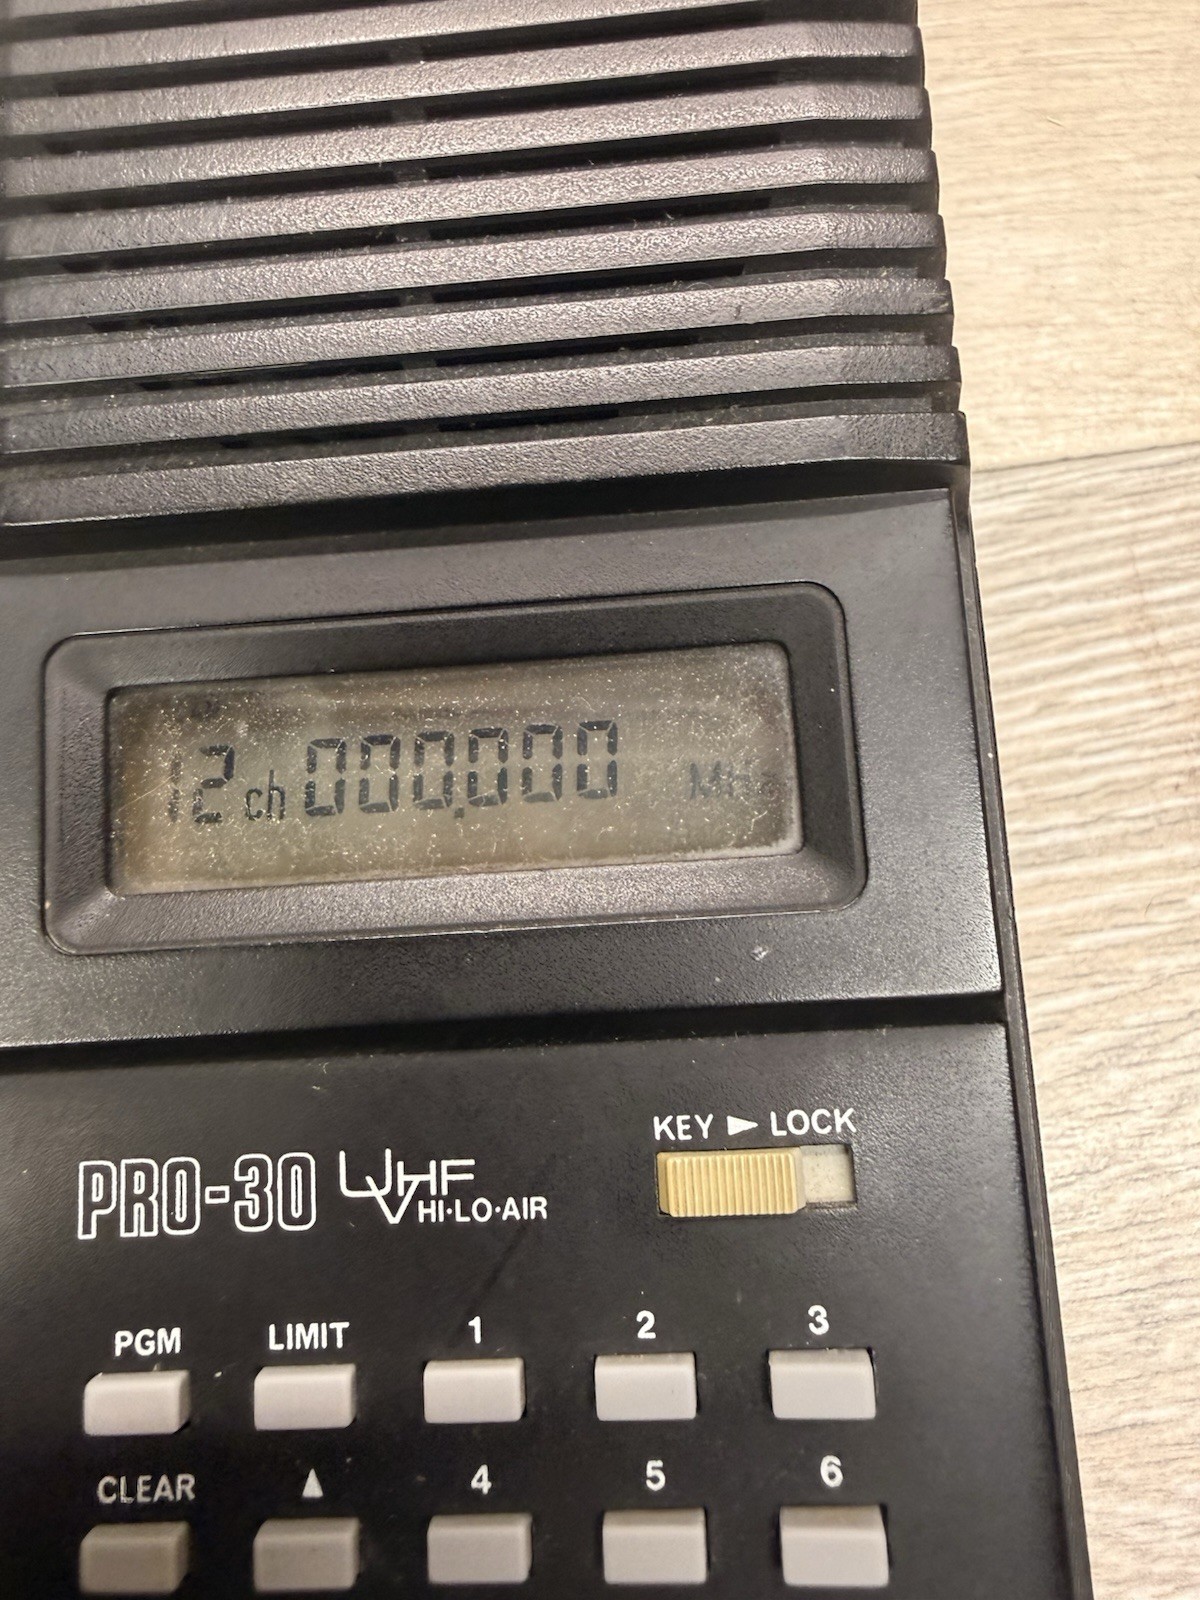 2 ch 000.000 MHz
KEY ► LOCK
PRO-30 UHF
VHF HI·LO·AIR
PGM LIMIT 1 2 3
CLEAR ▲ 4 5 6